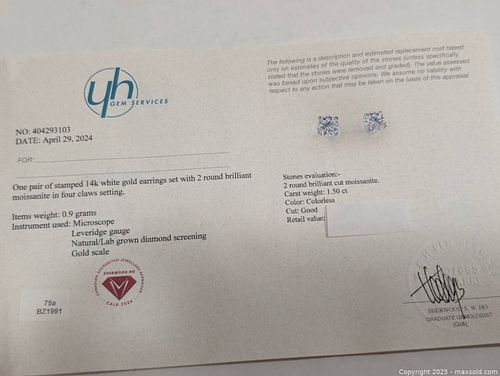 yh
GEM SERVICES
NO: 404293103
DATE: April 29, 2024
FOR:
One pair of stamped 14k white gold earrings set with 2 round brilliant
moissanite in four claws setting.
Items weight: 0.9 grams
Instrument used: Microscope
Leveridge gauge
Natural/Lab grown diamond screening
Gold scale
SHERWOOD HO
CAJA 2024
75a
BZ1991
The following is a description and estimated replacement cost based
only on estimates of the quality of the stones (unless specifically
stated that the stones were removed and graded). The value assessed
was based upon subjective opinions. We assume no liability with
respect to any action that may be taken on the basis of this appraisal.
Stones evaluation:-
2 round brilliant cut moissanite.
Carat weight: 1.50 ct
Color: Colorless
Cut: Good
Retail value:
SHERWOOD S. W. HO
GRADUATE GEMOLOGIST
(GIA)
Copyright © 2025 - maxsold.com